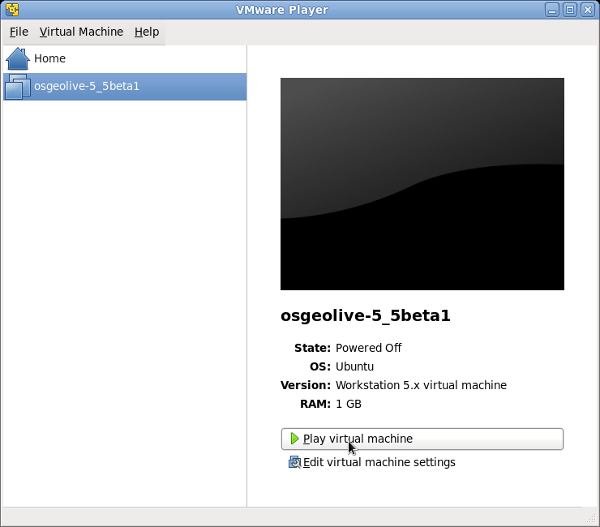 VMware Player
File Virtual Machine Help
Home
osgeolive-5_5beta1
osgeolive-5_5beta1
State: Powered Off
OS: Ubuntu
Version: Workstation 5.x virtual machine
RAM: 1 GB
Play virtual machine
Edit virtual machine settings